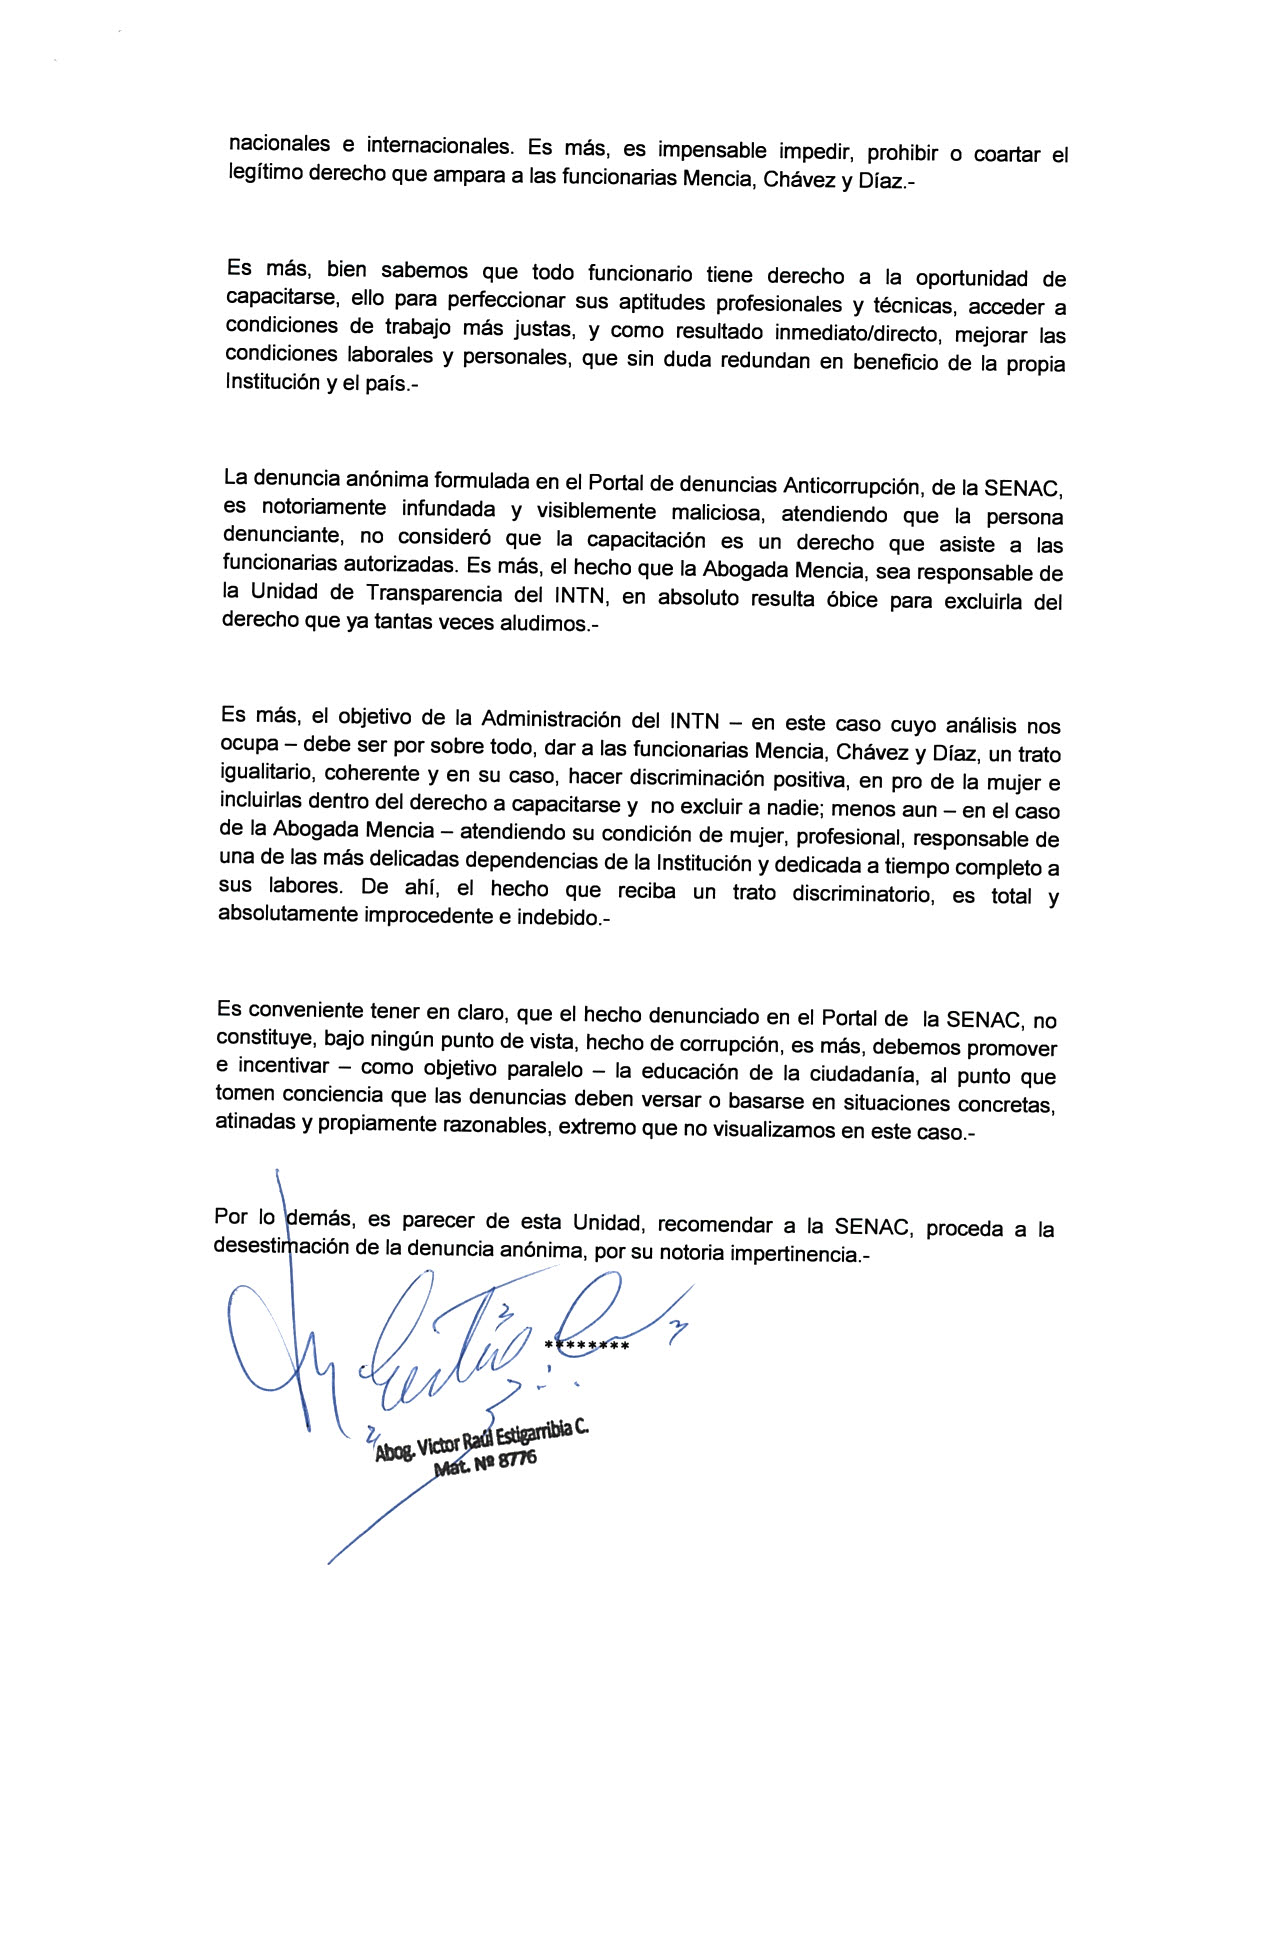 nacionales e internacionales. Es más, es impensable impedir, prohibir o coartar el
legítimo derecho que ampara a las funcionarias Mencia, Chávez y Díaz.-
Es más, bien sabemos que todo funcionario tiene derecho a la oportunidad de
capacitarse, ello para perfeccionar sus aptitudes profesionales y técnicas, acceder a
condiciones de trabajo más justas, y como resultado inmediato/directo, mejorar las
condiciones laborales y personales, que sin duda redundan en beneficio de la propia
Institución y el país.-
La denuncia anónima formulada en el Portal de denuncias Anticorrupción, de la SENAC,
es notoriamente infundada y visiblemente maliciosa, atendiendo que la persona
denunciante, no consideró que la capacitación es un derecho que asiste a las
funcionarias autorizadas. Es más, el hecho que la Abogada Mencia, sea responsable de
la Unidad de Transparencia del INTN, en absoluto resulta óbice para excluirla del
derecho que ya tantas veces aludimos.-
Es más, el objetivo de la Administración del INTN – en este caso cuyo análisis nos
ocupa – debe ser por sobre todo, dar a las funcionarias Mencia, Chávez y Díaz, un trato
igualitario, coherente y en su caso, hacer discriminación positiva, en pro de la mujer e
incluirlas dentro del derecho a capacitarse y  no excluir a nadie; menos aun – en el caso
de la Abogada Mencia – atendiendo su condición de mujer, profesional, responsable de
una de las más delicadas dependencias de la Institución y dedicada a tiempo completo a
sus labores. De ahí, el hecho que reciba un trato discriminatorio, es total y
absolutamente improcedente e indebido.-
Es conveniente tener en claro, que el hecho denunciado en el Portal de  la SENAC, no
constituye, bajo ningún punto de vista, hecho de corrupción, es más, debemos promover
e incentivar – como objetivo paralelo – la educación de la ciudadanía, al punto que
tomen conciencia que las denuncias deben versar o basarse en situaciones concretas,
atinadas y propiamente razonables, extremo que no visualizamos en este caso.-
Por lo demás, es parecer de esta Unidad, recomendar a la SENAC, proceda a la
desestimación de la denuncia anónima, por su notoria impertinencia.-
********
Abog. Victor Raúl Estigarribia C.
Mat. Nº 8776